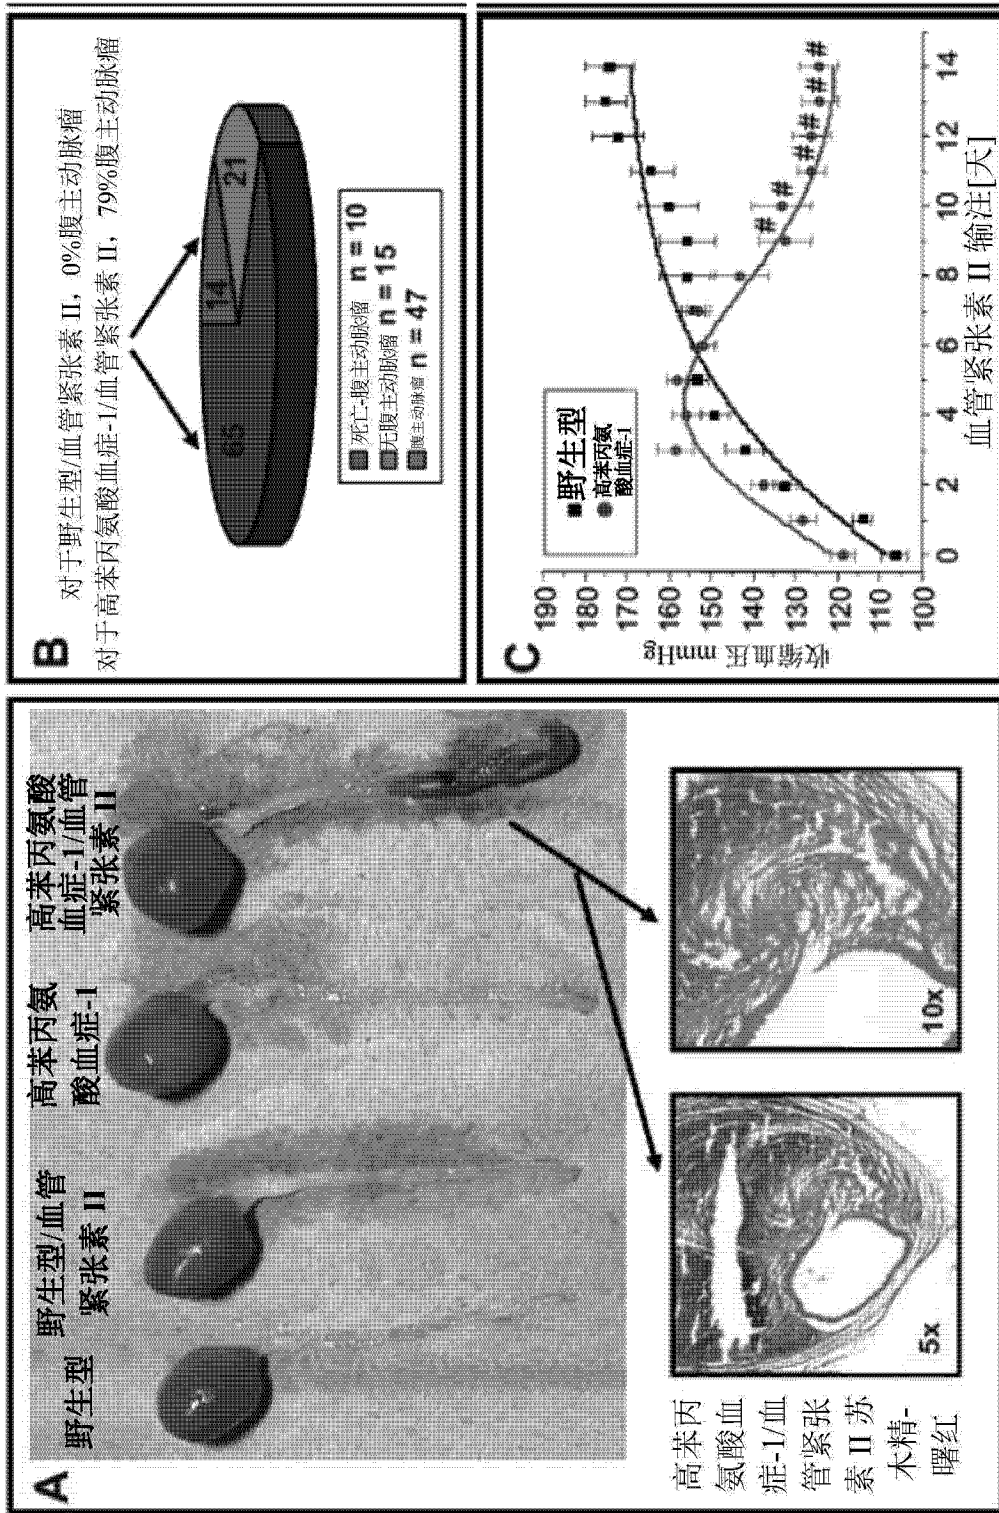 A
野生型
野生型/血管
紧张素 II
高苯丙氨
酸血症-1
高苯丙氨酸
血症-1/血管
紧张素 II
高苯丙
氨酸血
症-1/血
管紧张
素 II 苏
木精-
曙红
5x
10x
B
对于野生型/血管紧张素 II, 0%腹主动脉瘤
对于高苯丙氨酸血症-1/血管紧张素 II, 79%腹主动脉瘤
65
14
21
死亡-腹主动脉瘤 n = 10
无腹主动脉瘤 n = 15
腹主动脉瘤 n = 47
C
收缩血压 mmHg
190
180
170
160
150
140
130
120
110
100
野生型
高苯丙氨
酸血症-1
# # # # # #
0 2 4 6 8 10 12 14
血管紧张素 II 输注[天]